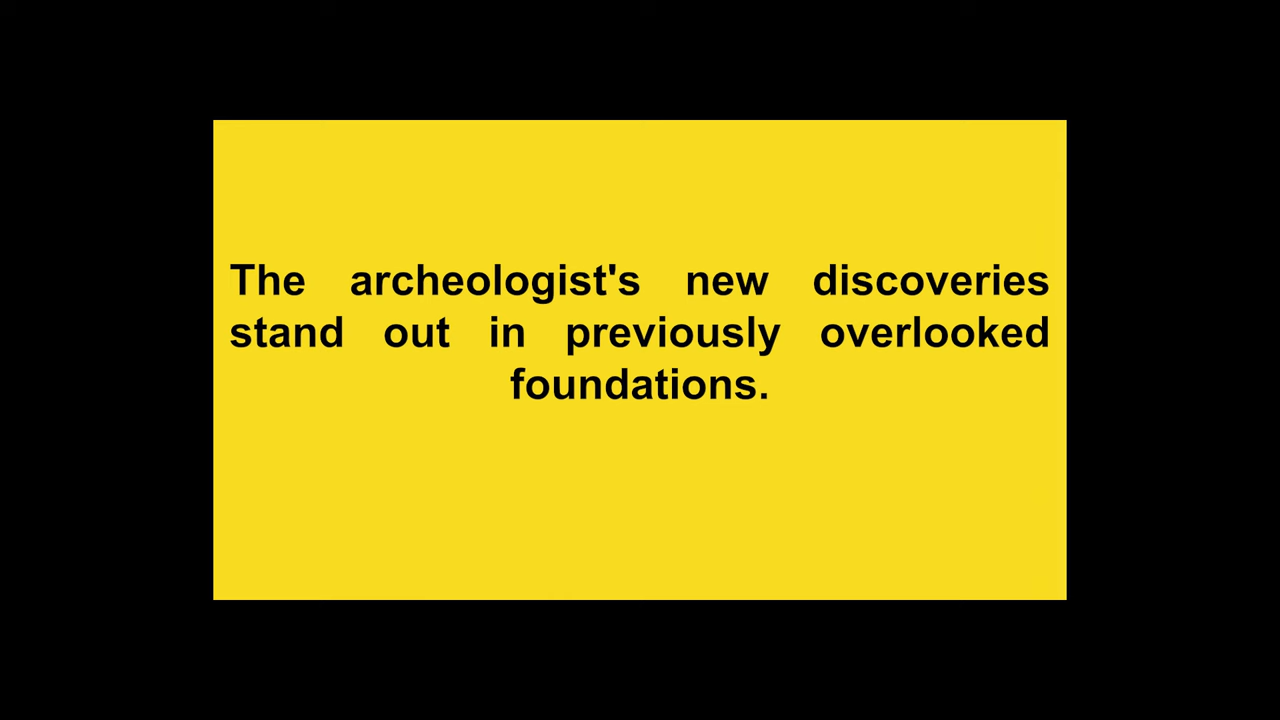 The archeologist's new discoveries
stand out in previously overlooked
foundations.